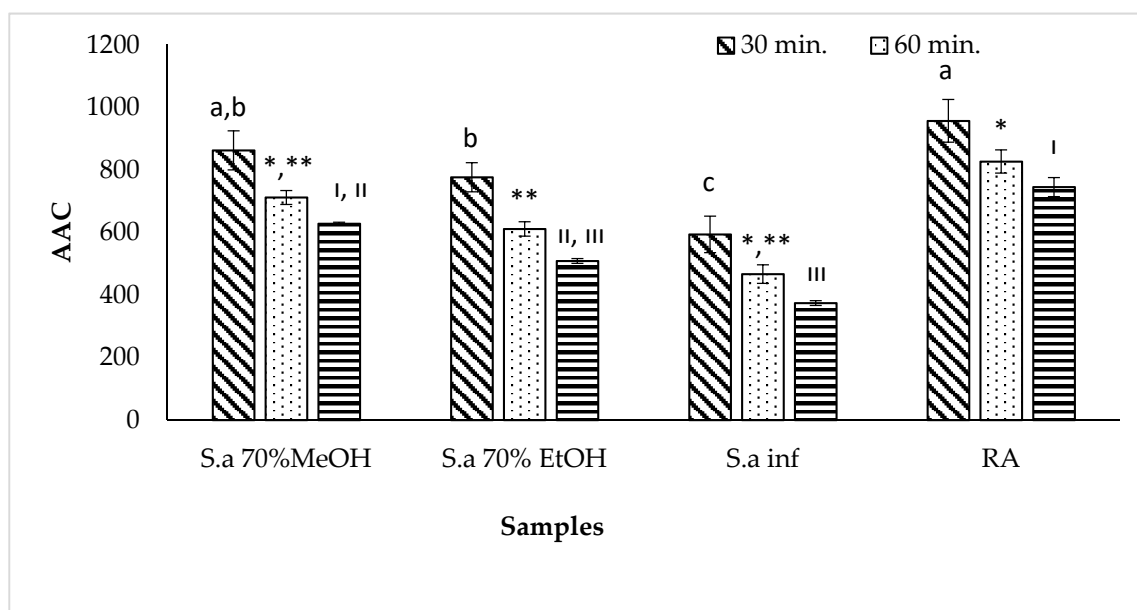 1200
30 min.
60 min.
1000
a,b
a
*,**
b
*
800
I, II
**
c
I
600
II, III
*,**
III
400
200
0
AAC
S.a 70%MeOH
S.a 70% EtOH
S.a inf
RA
Samples